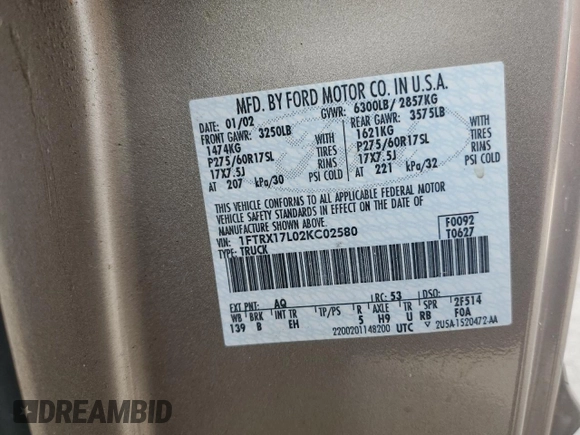 MFD. BY FORD MOTOR CO. IN U.S.A.
DATE: 01/02 GVWR: 6300LB/ 2857KG
FRONT GAWR: 3250LB REAR GAWR: 3575LB
1474KG 1621KG
P275/60R17SL TIRES P275/60R17SL TIRES
17X7.5J RIMS 17X7.5J RIMS
AT 207 kPa/30 PSI COLD AT 221 kPa/32 PSI COLD
THIS VEHICLE CONFORMS TO ALL APPLICABLE FEDERAL MOTOR
VEHICLE SAFETY STANDARDS IN EFFECT ON THE DATE OF
MANUFACTURE SHOWN ABOVE.
VIN: 1FTRX17L02KC02580 F0092
TYPE: TRUCK F0627
EXT PNT: AQ RC: 53 DSO:
WB BRK INT TR TP/PS R AXLE TR SPR 2F514
139 B EH 5 H9 U RB F0A
2200201148200 UTC ▽ 2U5A-1520472-AA
DREAMBID